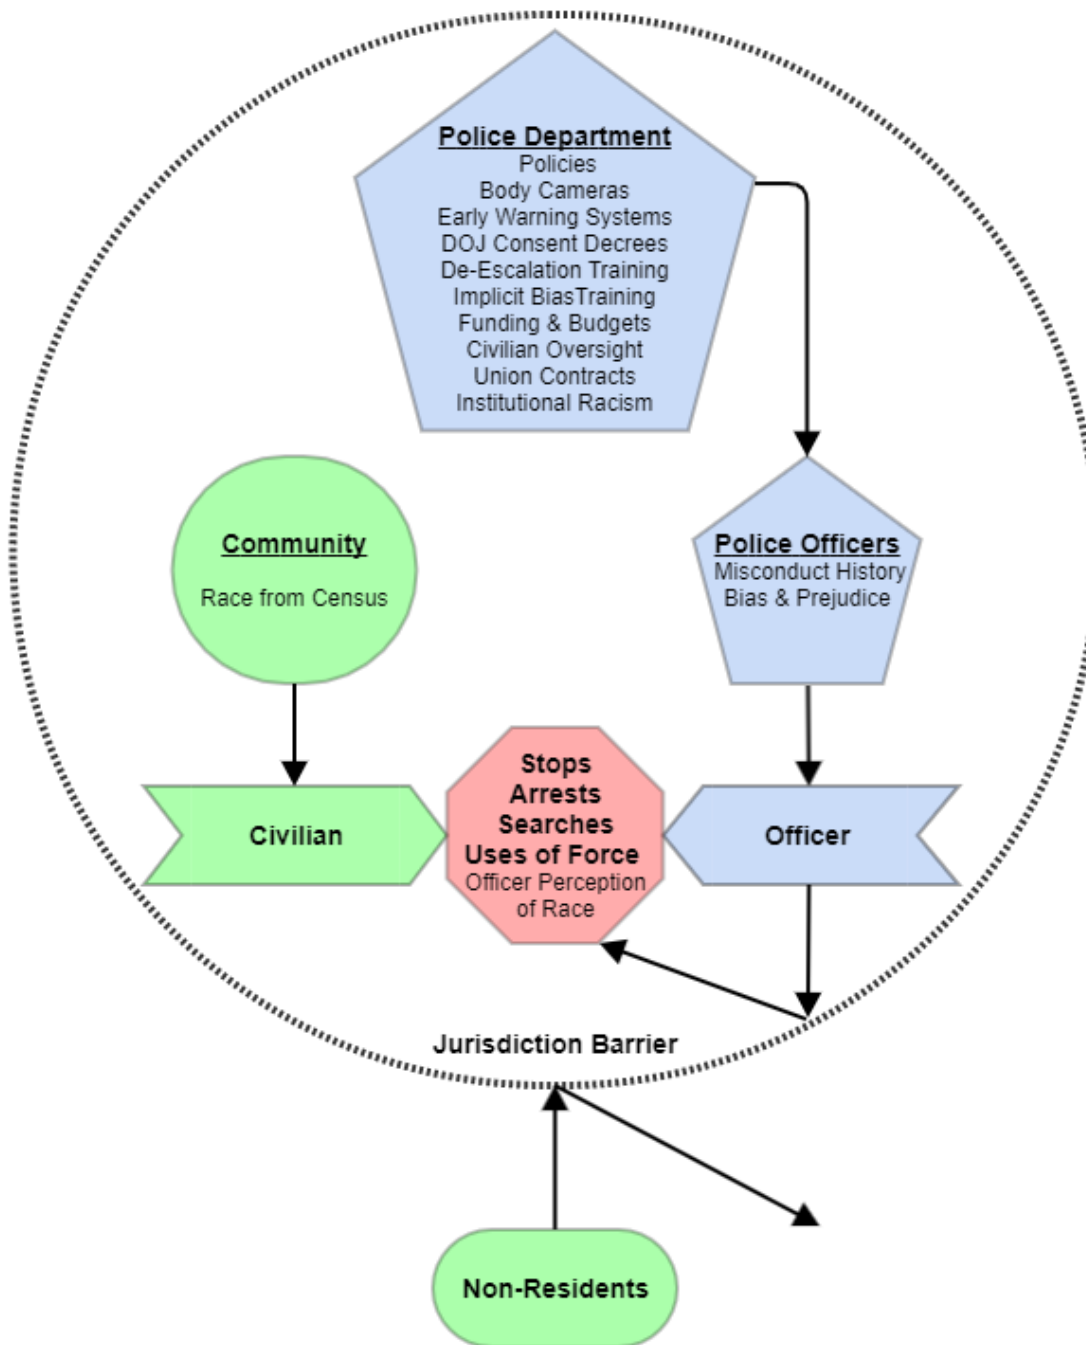 Police Department
Policies
Body Cameras
Early Warning Systems
DOJ Consent Decrees
De-Escalation Training
Implicit BiasTraining
Funding & Budgets
Civilian Oversight
Union Contracts
Institutional Racism
Community
Race from Census
Police Officers
Misconduct History
Bias & Prejudice
Civilian
Stops
Arrests
Searches
Uses of Force
Officer Perception
of Race
Officer
Jurisdiction Barrier
Non-Residents